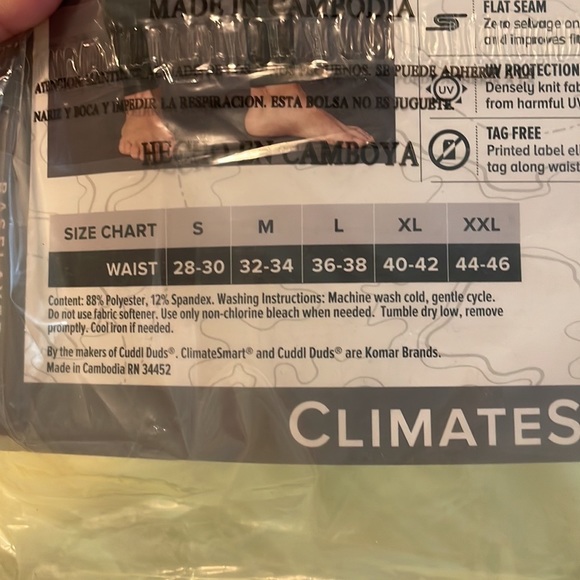 MADE IN CAMBODIA
SE PUEDE ADHERIR
NARIZ Y BOCA Y IMPEDIR LA RESPIRACION. ESTA BOLSA NO ES JUGUETE
HECHO EN CAMBOYA
FLAT SEAM
Zero selvage on
and improves fit
UV PROTECTION
UV
Densely knit fab
from harmful UV
TAG FREE
Printed label eli
tag along waist
SIZE CHART S M L XL XXL
WAIST 28-30 32-34 36-38 40-42 44-46
Content: 88% Polyester, 12% Spandex. Washing Instructions: Machine wash cold, gentle cycle.
Do not use fabric softener. Use only non-chlorine bleach when needed. Tumble dry low, remove
promptly. Cool iron if needed.
By the makers of Cuddl Duds®. ClimateSmart® and Cuddl Duds® are Komar Brands.
Made in Cambodia RN 34452
CLIMATES